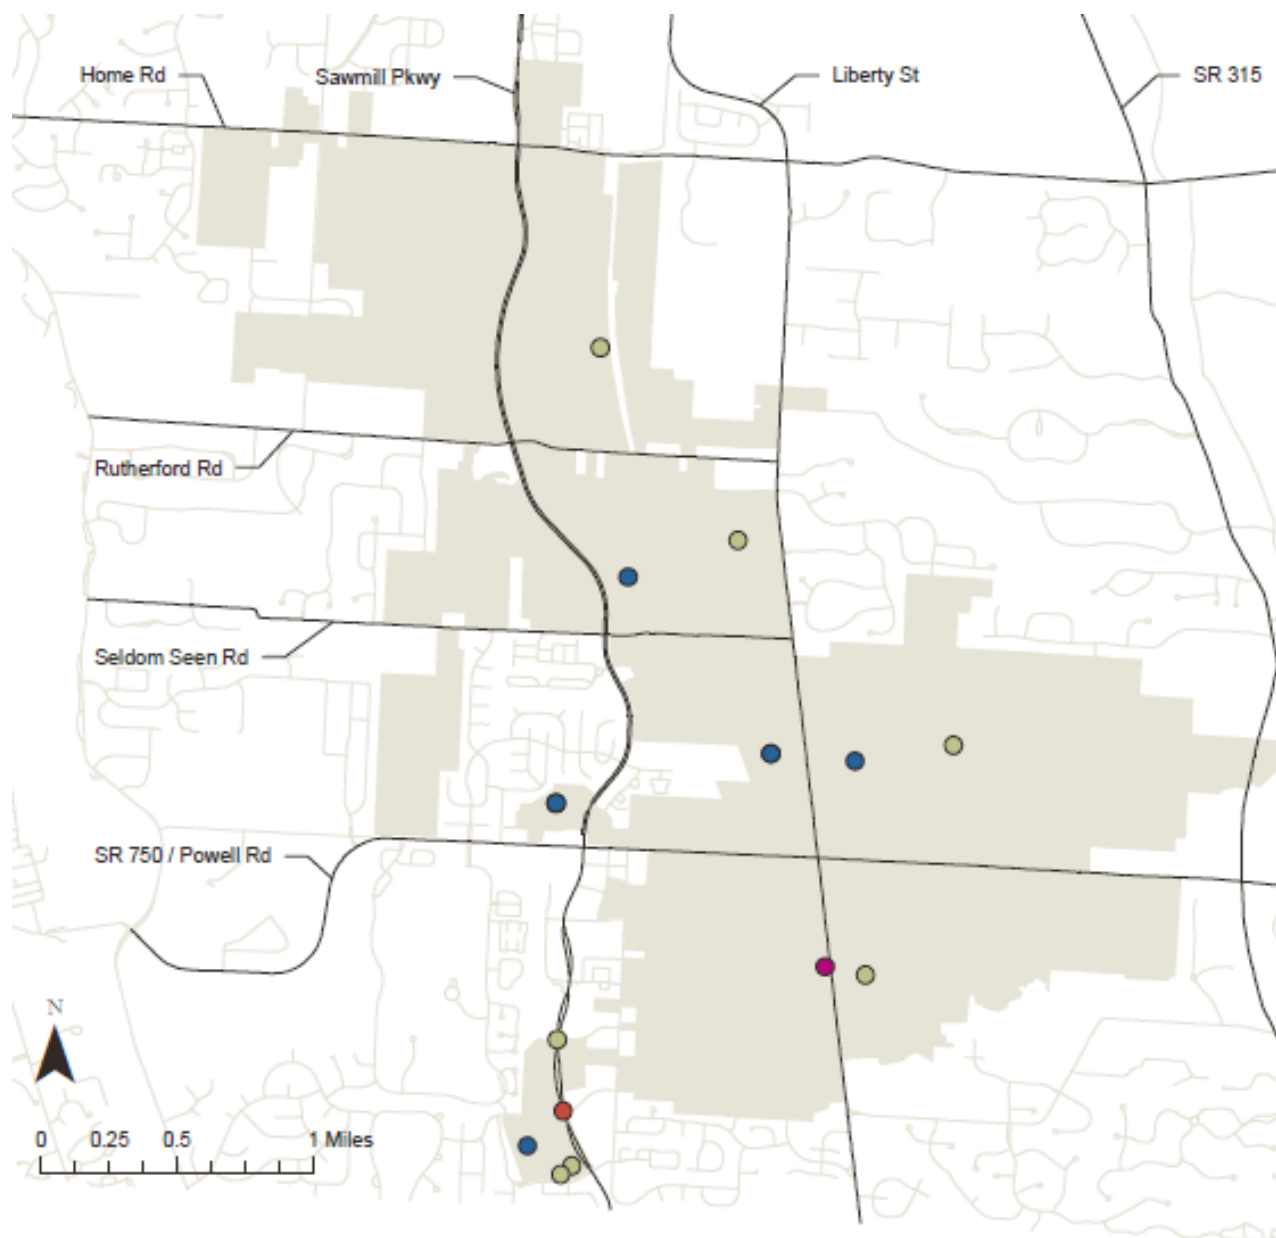 Home Rd
Sawmill Pkwy
Liberty St
SR 315
Rutherford Rd
Seldom Seen Rd
SR 750 / Powell Rd
N
0 0.25 0.5 1 Miles